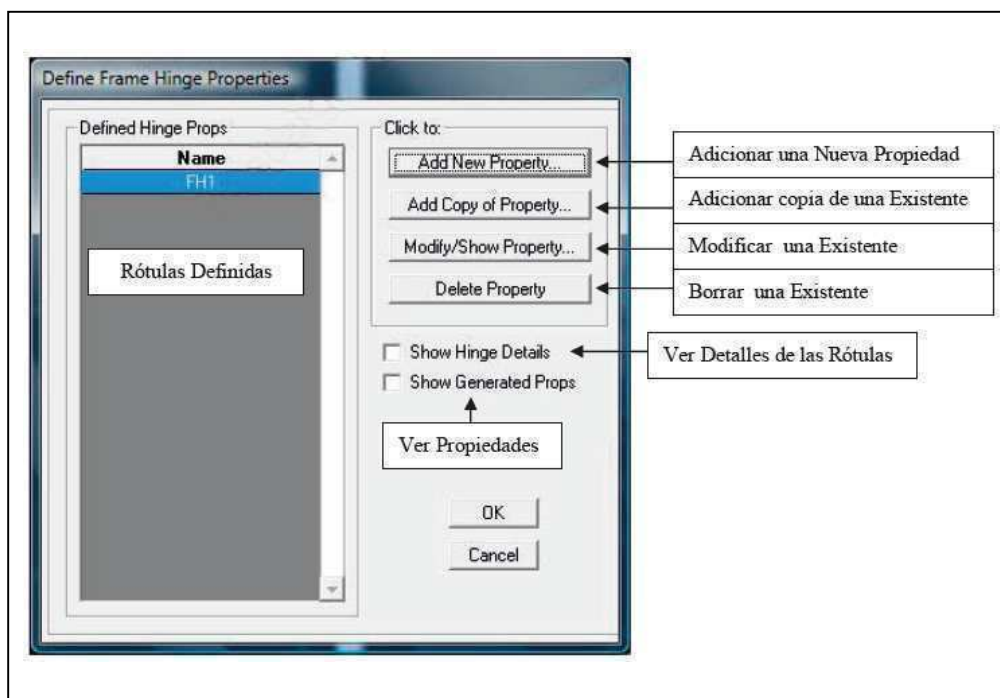 Define Frame Hinge Properties
Defined Hinge Props
Name
FH1
Rótulas Definidas
Click to:
Add New Property...
Add Copy of Property...
Modify/Show Property...
Delete Property
Adicionar una Nueva Propiedad
Adicionar copia de una Existente
Modificar una Existente
Borrar una Existente
Show Hinge Details
Ver Detalles de las Rótulas
Show Generated Props
Ver Propiedades
OK
Cancel